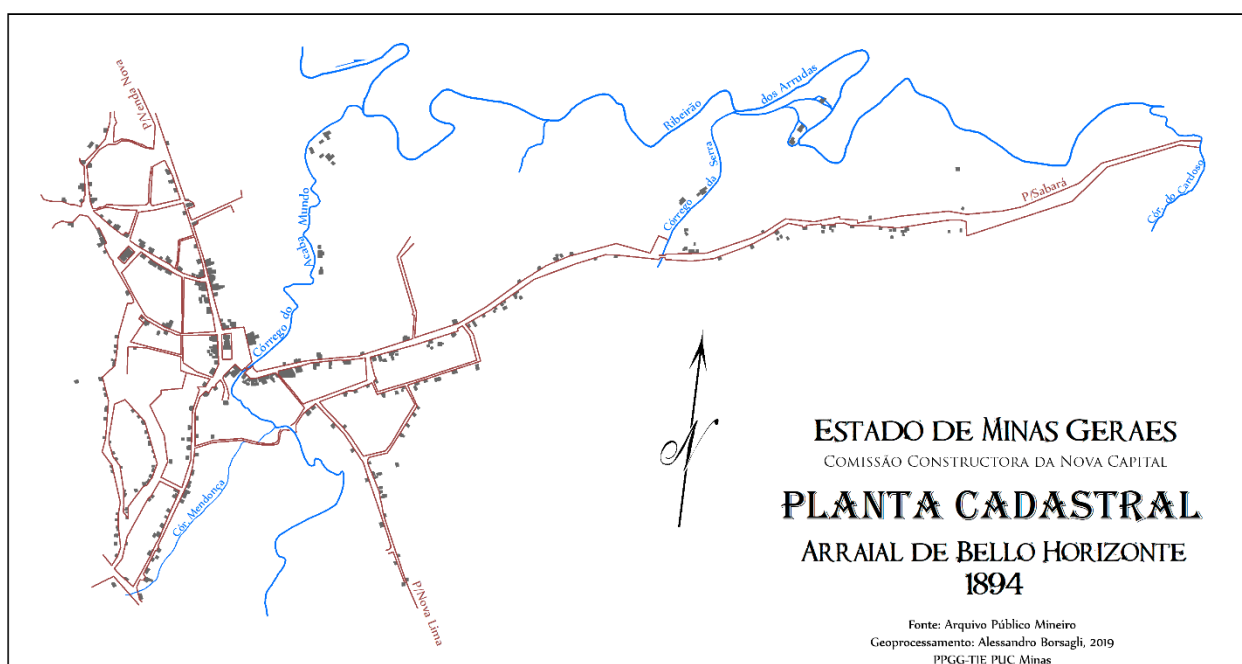 P/Venda Nova
Ribeirão
dos Arrudas
Córrego do
Acaba Mundo
Córrego da Serra
P/Sabará
Cór. do Cardoso
Cór. Mendonça
P/Nova Lima
N
ESTADO DE MINAS GERAES
COMISSÃO CONSTRUCTORA DA NOVA CAPITAL
PLANTA CADASTRAL
ARRAIAL DE BELLO HORIZONTE
1894
Fonte: Arquivo Público Mineiro
Geoprocessamento: Alessandro Borsagli, 2019
PPGG-TIE PUC Minas